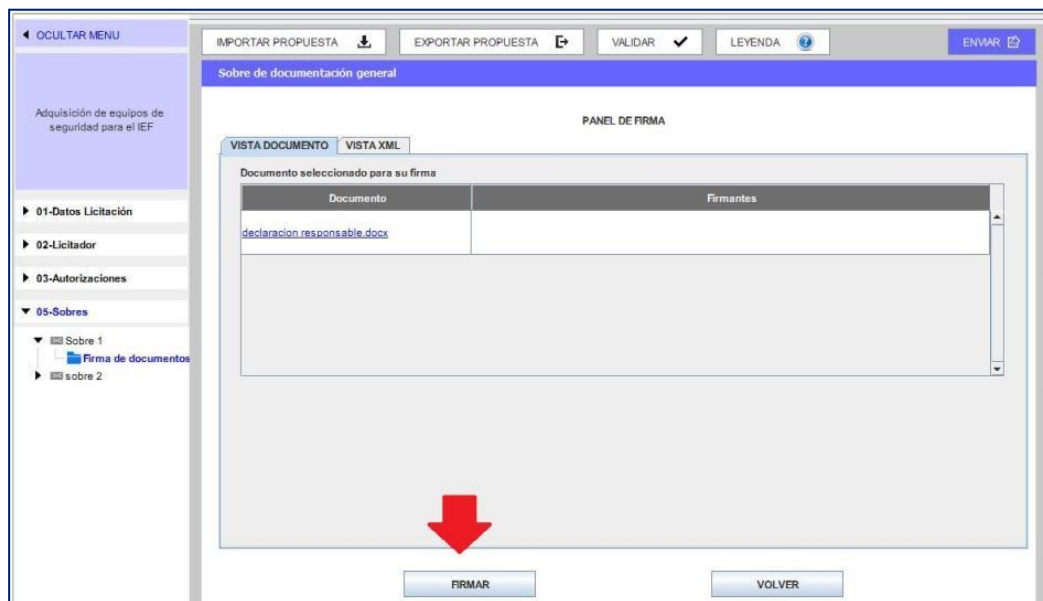 OCULTAR MENU
IMPORTAR PROPUESTA
EXPORTAR PROPUESTA
VALIDAR
LEYENDA
ENVIAR
Sobre de documentación general
Adquisición de equipos de
seguridad para el IEF
PANEL DE FIRMA
VISTA DOCUMENTO
VISTA XML
Documento seleccionado para su firma
Documento
Firmantes
declaracion responsable.docx
01-Datos Licitación
02-Licitador
03-Autorizaciones
05-Sobres
Sobre 1
Firma de documentos
sobre 2
FIRMAR
VOLVER